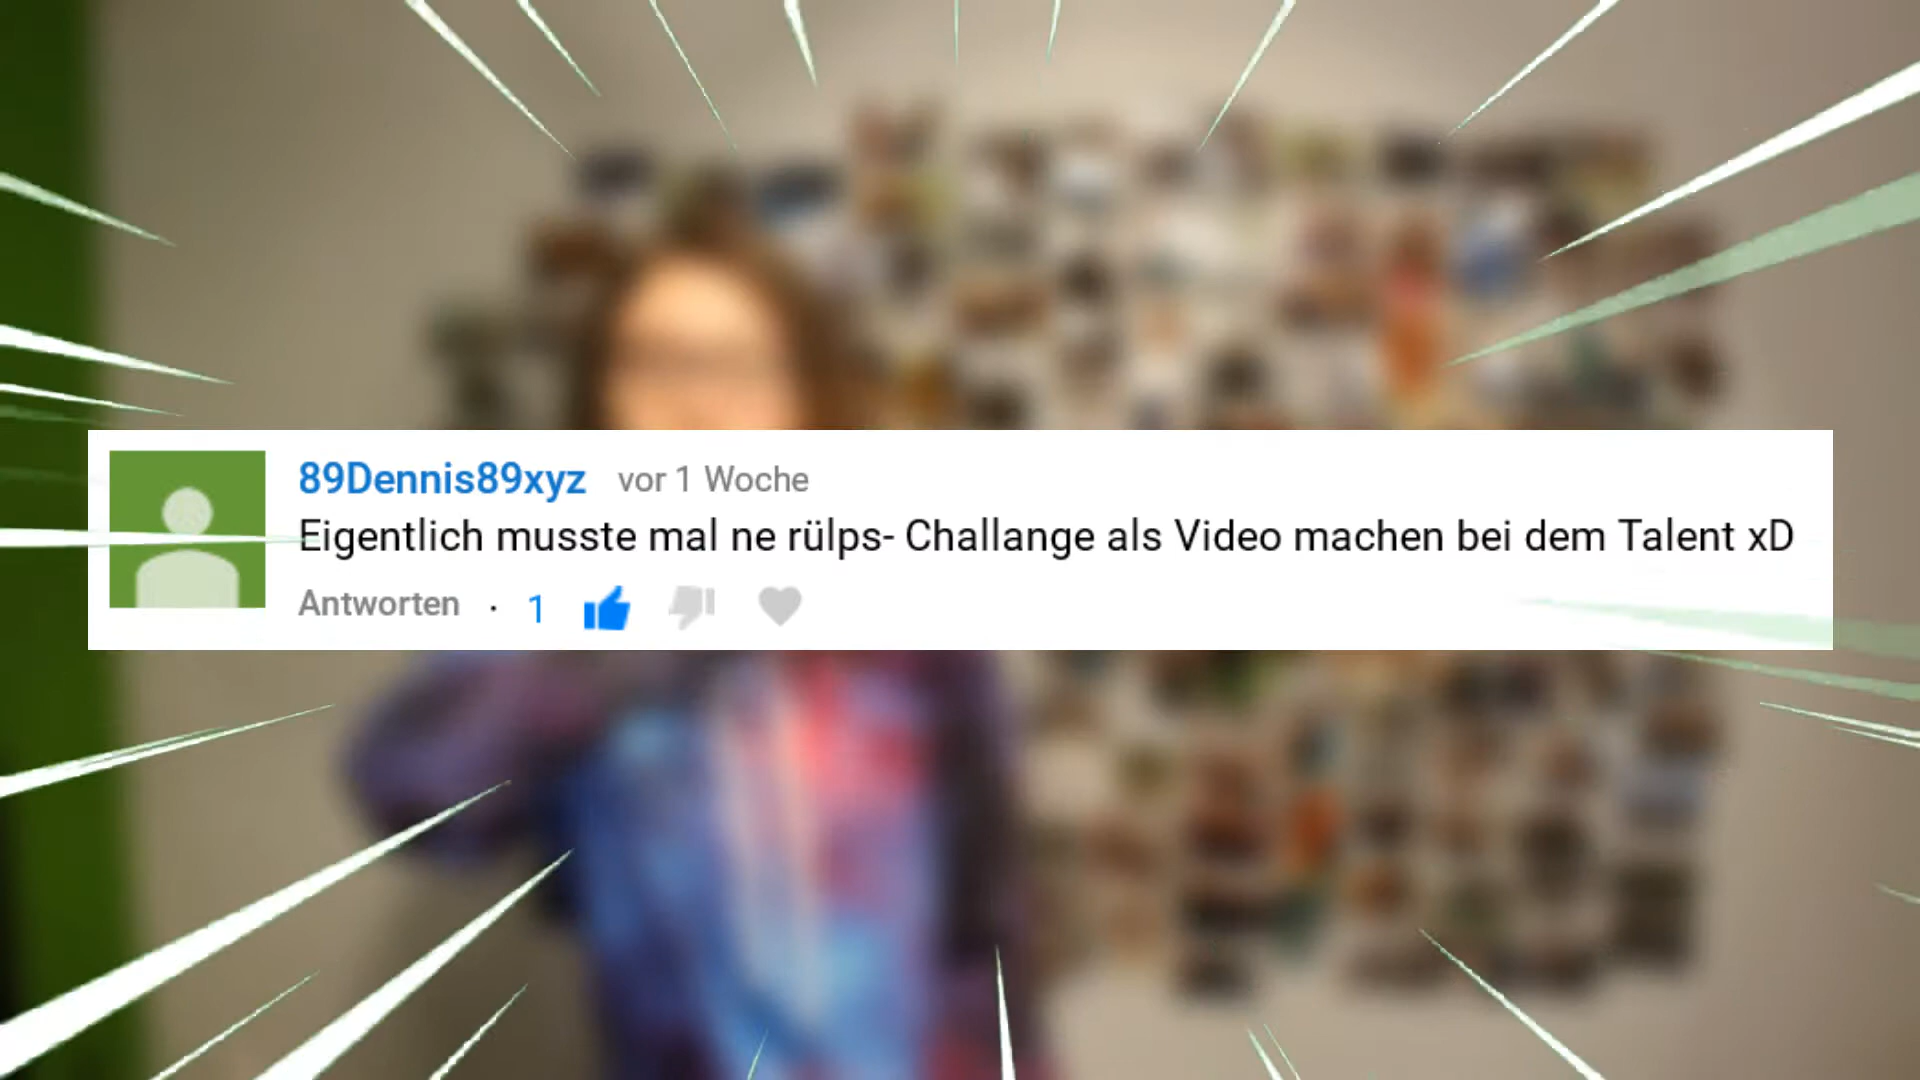 89Dennis89xyz vor 1 Woche
Eigentlich musste mal ne rülps- Challange als Video machen bei dem Talent xD
Antworten · 1